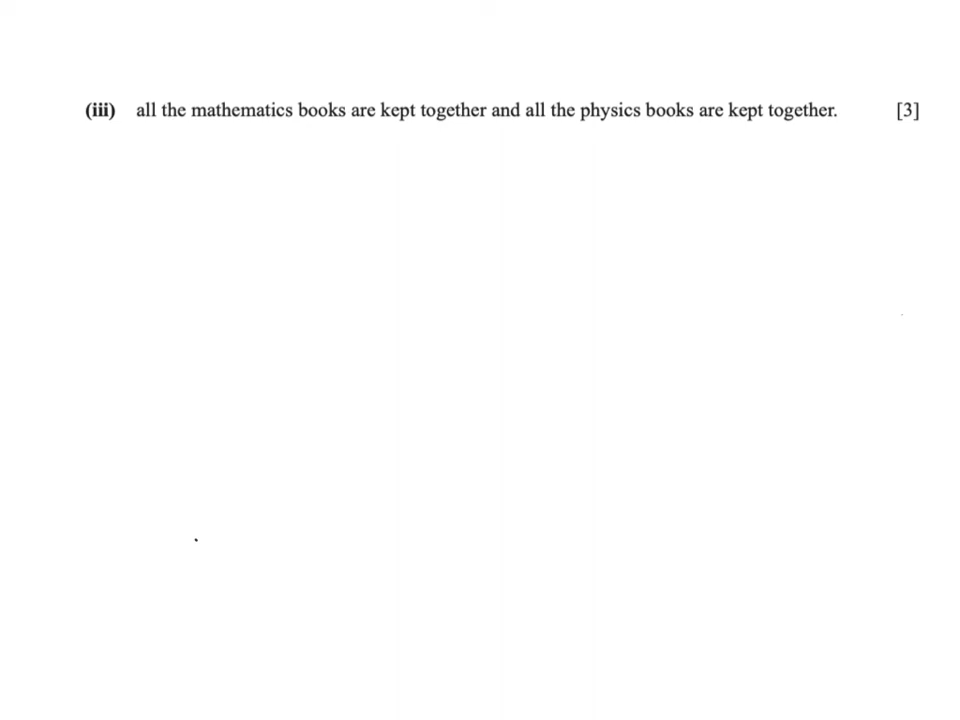 (iii) all the mathematics books are kept together and all the physics books are kept together. [3]